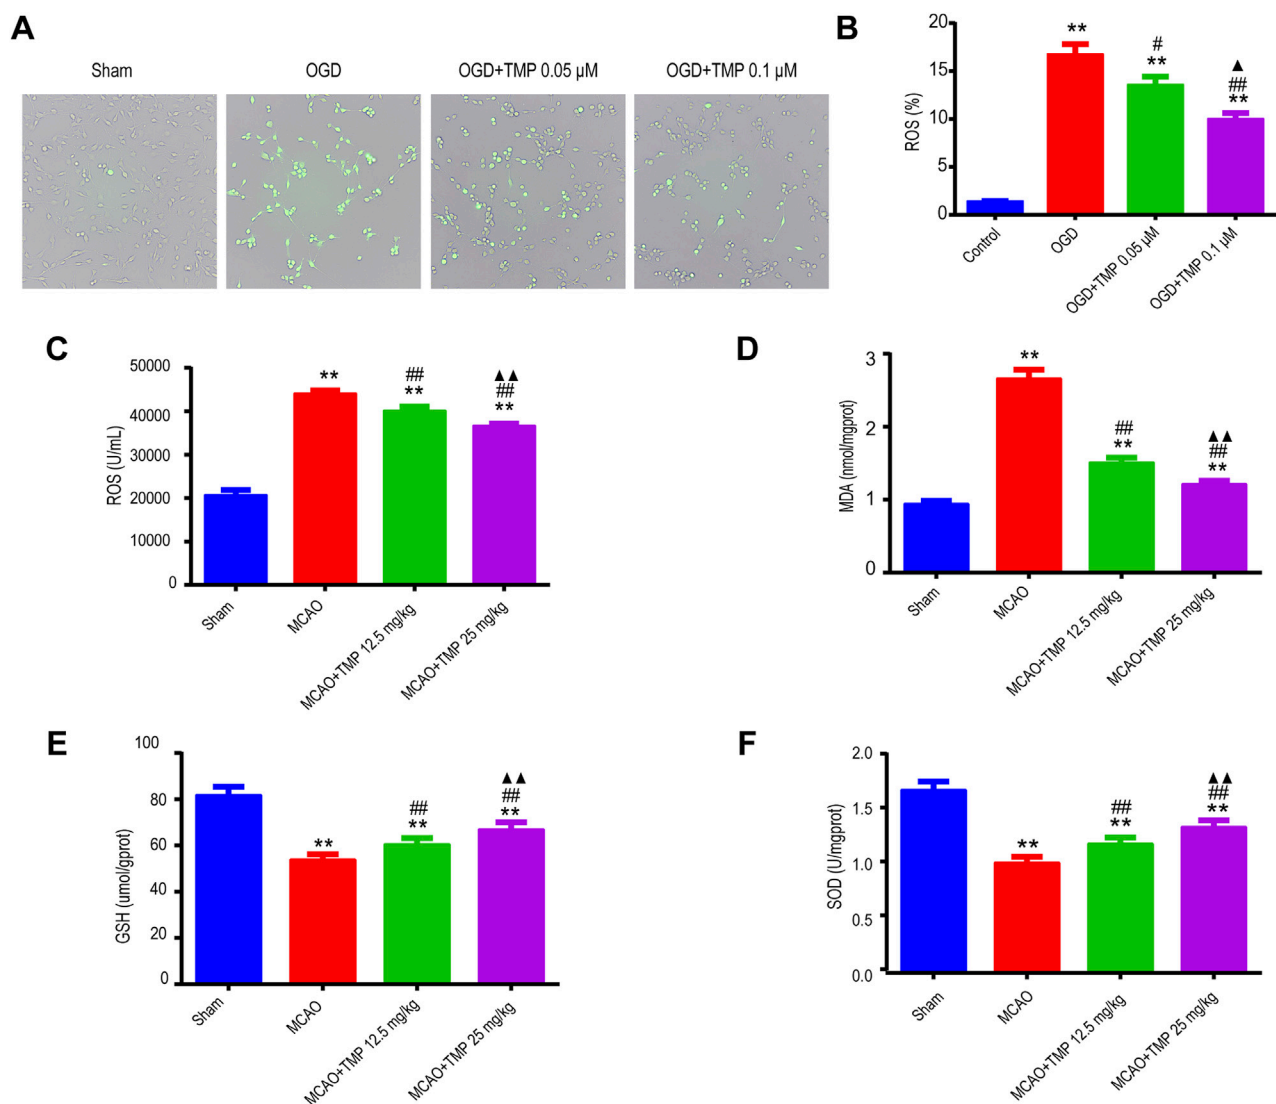 A
Sham
OGD
OGD+TMP 0.05 μM
OGD+TMP 0.1 μM
B
ROS (%)
20
15
10
5
0
**
#
**
▲
##
**
Control
OGD
OGD+TMP 0.05 μM
OGD+TMP 0.1 μM
C
ROS (U/mL)
50000
40000
30000
20000
10000
0
**
##
**
▲▲
##
**
Sham
MCAO
MCAO+TMP 12.5 mg/kg
MCAO+TMP 25 mg/kg
D
MDA (nmol/mgprot)
3
2
1
0
**
##
**
▲▲
##
**
Sham
MCAO
MCAO+TMP 12.5 mg/kg
MCAO+TMP 25 mg/kg
E
GSH (umol/gprot)
100
80
60
40
20
0
**
##
**
▲▲
##
**
Sham
MCAO
MCAO+TMP 12.5 mg/kg
MCAO+TMP 25 mg/kg
F
SOD (U/mgprot)
2.0
1.5
1.0
0.5
0.0
**
##
**
▲▲
##
**
Sham
MCAO
MCAO+TMP 12.5 mg/kg
MCAO+TMP 25 mg/kg